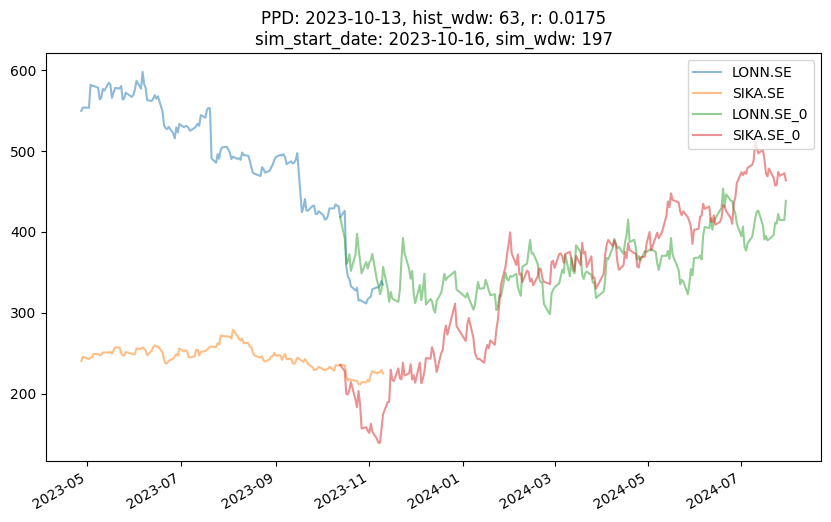 PPD: 2023-10-13, hist_wdw: 63, r: 0.0175
sim_start_date: 2023-10-16, sim_wdw: 197
LONN.SE
SIKA.SE
LONN.SE_0
SIKA.SE_0
600
500
400
300
200
2023-05
2023-07
2023-09
2023-11
2024-01
2024-03
2024-05
2024-07